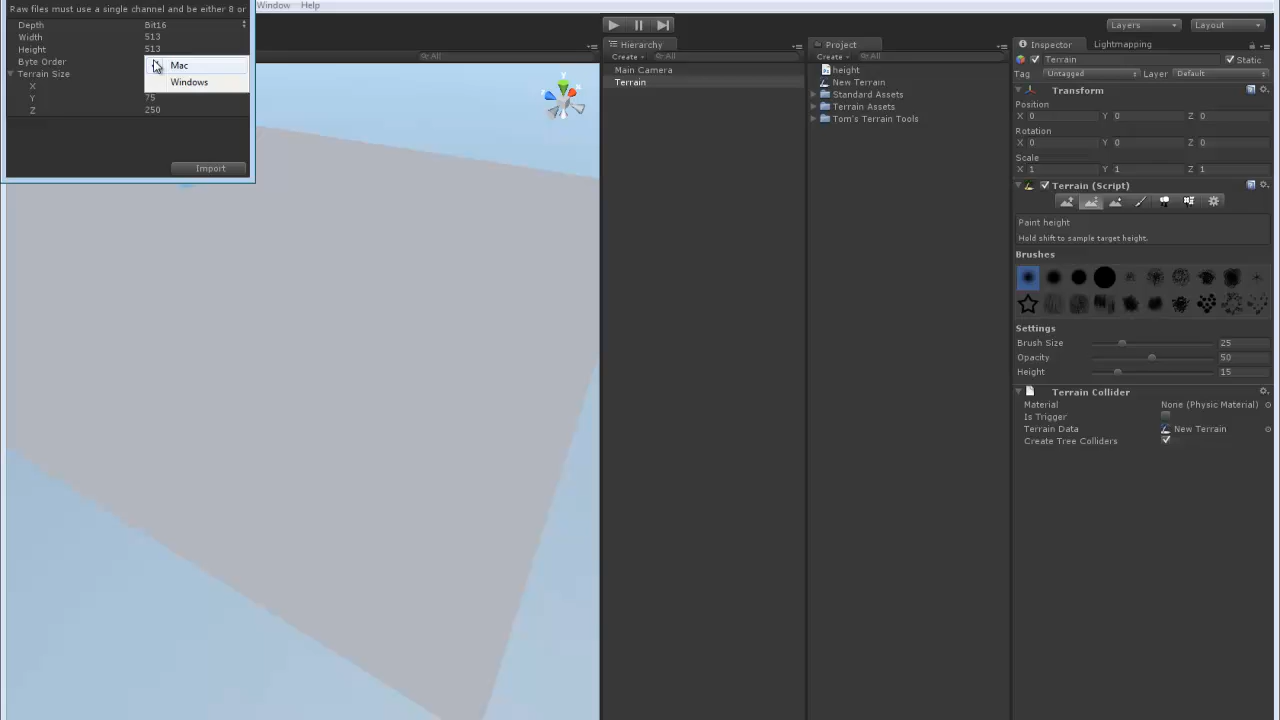 Raw files must use a single channel and be either 8 or
Depth Bit16
Width 513
Height 513
Byte Order
Mac
Windows
Terrain Size
X
Y 75
Z 250
Import
Window Help
All
Layers
Layout
Hierarchy
Create All
Main Camera
Terrain
Project
Create All
height
New Terrain
Standard Assets
Terrain Assets
Tom's Terrain Tools
Inspector Lightmapping
Terrain Static
Tag Untagged Layer Default
Transform
Position
X 0 Y 0 Z 0
Rotation
X 0 Y 0 Z 0
Scale
X 1 Y 1 Z 1
Terrain (Script)
Paint height
Hold shift to sample target height.
Brushes
Settings
Brush Size 25
Opacity 50
Height 15
Terrain Collider
Material None (Physic Material)
Is Trigger
Terrain Data New Terrain
Create Tree Colliders
y